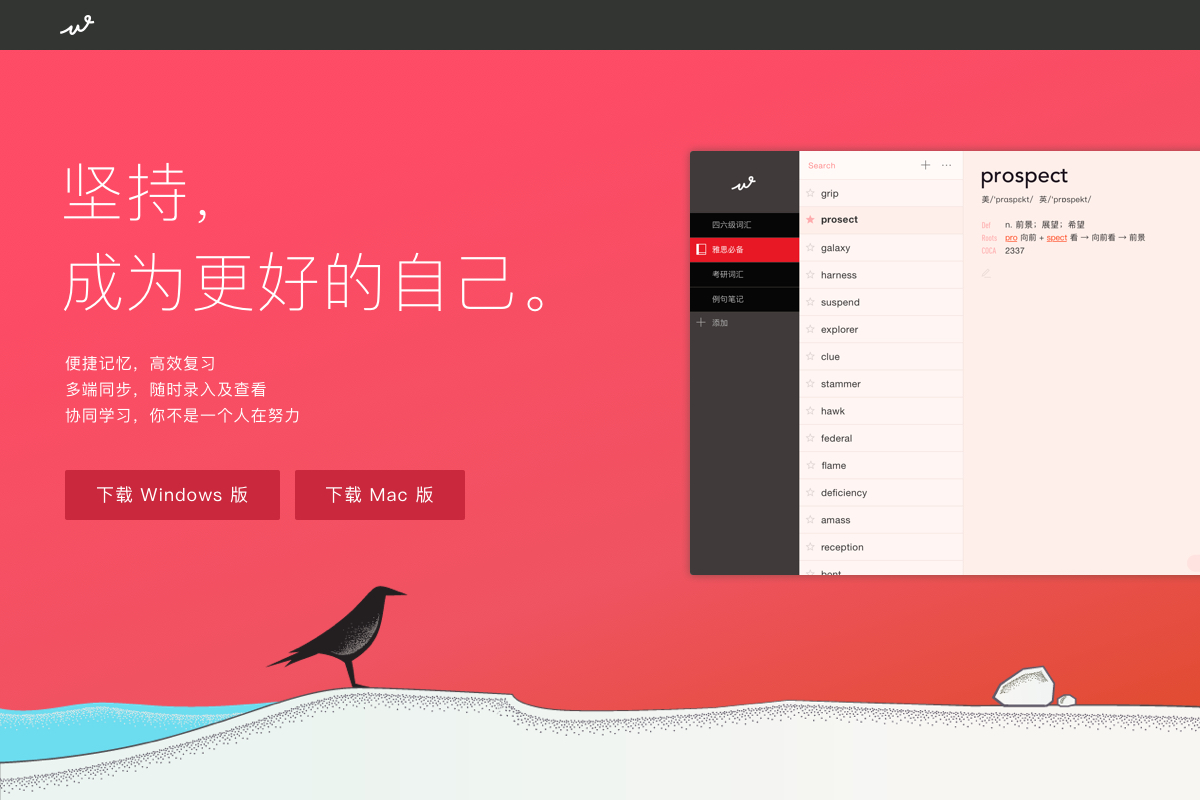 坚持,
成为更好的自己。
便捷记忆，高效复习
多端同步，随时录入及查看
协同学习，你不是一个人在努力
下载 Windows 版
下载 Mac 版
四六级词汇
雅思必备
考研词汇
例句笔记
添加
Search
grip
prosect
galaxy
harness
suspend
explorer
clue
stammer
hawk
federal
flame
deficiency
amass
reception
prospect
美/'prɑspɛkt/ 英/'prɒspekt/
Def n. 前景；展望；希望
Roots pro 向前 + spect 看 → 向前看 → 前景
COCA 2337